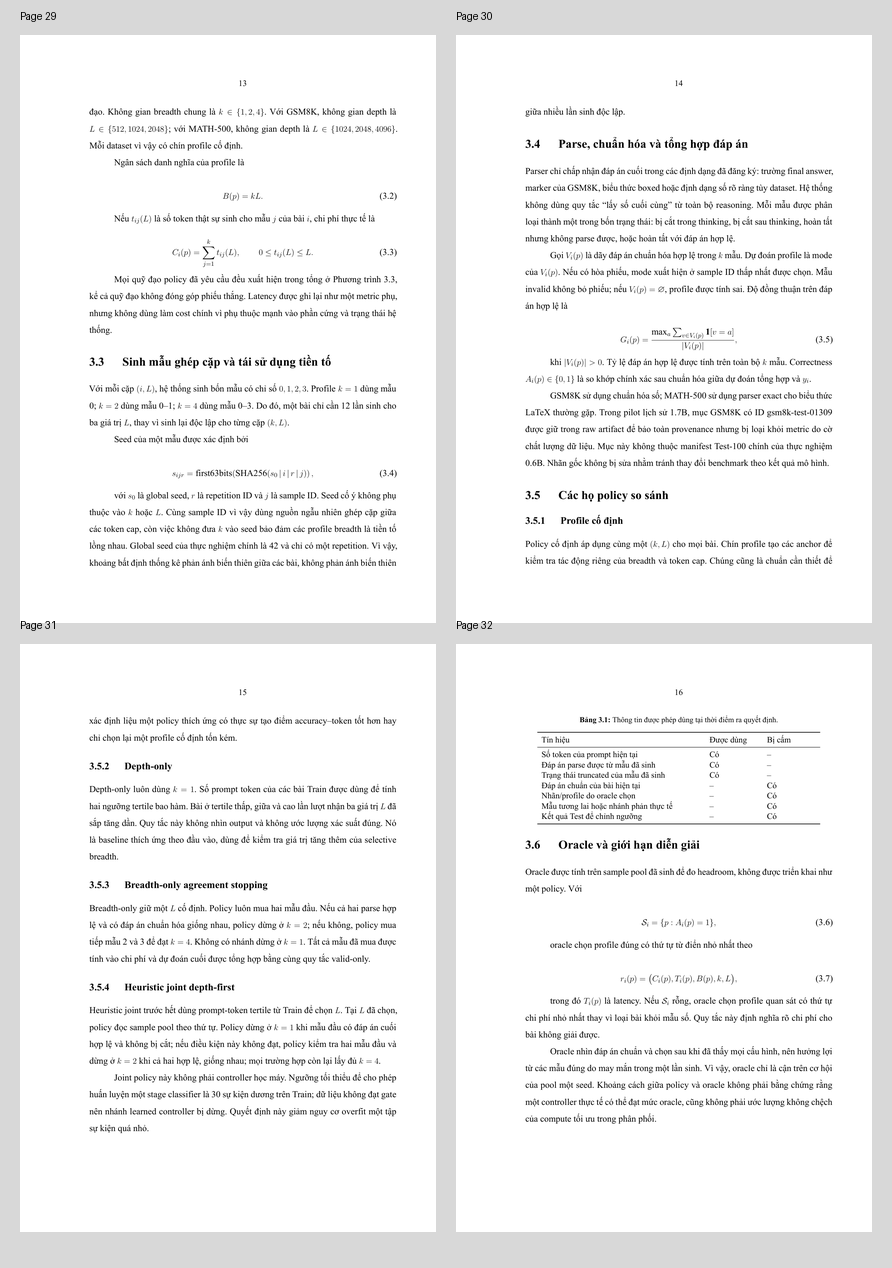 Page 29
13
đạo. Không gian breadth chung là k ∈ {1, 2, 4}. Với GSM8K, không gian depth là
L ∈ {512, 1024, 2048}; với MATH-500, không gian depth là L ∈ {1024, 2048, 4096}.
Mỗi dataset vì vậy có chín profile cố định.
Ngân sách danh nghĩa của profile là
B(p) = kL. (3.2)
Nếu t_ij(L) là số token thật sự sinh cho mẫu j của bài i, chi phí thực tế là
C_i(p) = ∑_{j=1}^{k} t_ij(L), 0 ≤ t_ij(L) ≤ L. (3.3)
Mọi quỹ đạo policy đã yêu cầu đều xuất hiện trong tổng ở Phương trình 3.3,
kể cả quỹ đạo không đóng góp phiếu thắng. Latency được ghi lại như một metric phụ,
nhưng không dùng làm cost chính vì phụ thuộc mạnh vào phần cứng và trạng thái hệ
thống.
3.3 Sinh mẫu ghép cặp và tái sử dụng tiền tố
Với mỗi cặp (i, L), hệ thống sinh bốn mẫu có chỉ số 0, 1, 2, 3. Profile k = 1 dùng mẫu
0; k = 2 dùng mẫu 0–1; k = 4 dùng mẫu 0–3. Do đó, một bài chỉ cần 12 lần sinh cho
ba giá trị L, thay vì sinh lại độc lập cho từng cặp (k, L).
Seed của một mẫu được xác định bởi
s_ijr = first63bits(SHA256(s_0 | i | r | j)), (3.4)
với s_0 là global seed, r là repetition ID và j là sample ID. Seed cố ý không phụ
thuộc vào k hoặc L. Cùng sample ID vì vậy dùng nguồn ngẫu nhiên ghép cặp giữa
các token cap, còn việc không đưa k vào seed bảo đảm các profile breadth là tiền tố
lồng nhau. Global seed của thực nghiệm chính là 42 và chỉ có một repetition. Vì vậy,
khoảng bất định thống kê phản ánh biến thiên giữa các bài, không phản ánh biến thiên
Page 30
14
giữa nhiều lần sinh độc lập.
3.4 Parse, chuẩn hóa và tổng hợp đáp án
Parser chỉ chấp nhận đáp án cuối trong các định dạng đã đăng ký: trường final answer,
marker của GSM8K, biểu thức boxed hoặc định dạng số rõ ràng tùy dataset. Hệ thống
không dùng quy tắc “lấy số cuối cùng” từ toàn bộ reasoning. Mỗi mẫu được phân
loại thành một trong bốn trạng thái: bị cắt trong thinking, bị cắt sau thinking, hoàn tất
nhưng không parse được, hoặc hoàn tất với đáp án hợp lệ.
Gọi V_i(p) là dãy đáp án chuẩn hóa hợp lệ trong k mẫu. Dự đoán profile là mode
của V_i(p). Nếu có hòa phiếu, mode xuất hiện ở sample ID thấp nhất được chọn. Mẫu
invalid không bỏ phiếu; nếu V_i(p) = ∅, profile được tính sai. Độ đồng thuận trên đáp
án hợp lệ là
G_i(p) = max_a ∑_{v∈V_i(p)} 1[v = a] / |V_i(p)|, (3.5)
khi |V_i(p)| > 0. Tỷ lệ đáp án hợp lệ được tính trên toàn bộ k mẫu. Correctness
A_i(p) ∈ {0, 1} là so khớp chính xác sau chuẩn hóa giữa dự đoán tổng hợp và y_i.
GSM8K sử dụng chuẩn hóa số; MATH-500 sử dụng parser exact cho biểu thức
LaTeX thường gặp. Trong pilot lịch sử 1.7B, mục GSM8K có ID gsm8k-test-01309
được giữ trong raw artifact để bảo toàn provenance nhưng bị loại khỏi metric do cờ
chất lượng dữ liệu. Mục này không thuộc manifest Test-100 chính của thực nghiệm
0.6B. Nhãn gốc không bị sửa nhằm tránh thay đổi benchmark theo kết quả mô hình.
3.5 Các họ policy so sánh
3.5.1 Profile cố định
Policy cố định áp dụng cùng một (k, L) cho mọi bài. Chín profile tạo các anchor để
kiểm tra tác động riêng của breadth và token cap. Chúng cũng là chuẩn cần thiết để
Page 31
15
xác định liệu một policy thích ứng có thực sự tạo điểm accuracy–token tốt hơn hay
chỉ chọn lại một profile cố định tốn kém.
3.5.2 Depth-only
Depth-only luôn dùng k = 1. Số prompt token của các bài Train được dùng để tính
hai ngưỡng tertile bao hàm. Bài ở tertile thấp, giữa và cao lần lượt nhận ba giá trị L đã
sắp tăng dần. Quy tắc này không nhìn output và không ước lượng xác suất đúng. Nó
là baseline thích ứng theo đầu vào, dùng để kiểm tra giá trị tăng thêm của selective
breadth.
3.5.3 Breadth-only agreement stopping
Breadth-only giữ một L cố định. Policy luôn mua hai mẫu đầu. Nếu cả hai parse hợp
lệ và có đáp án chuẩn hóa giống nhau, policy dừng ở k = 2; nếu không, policy mua
tiếp mẫu 2 và 3 để đạt k = 4. Không có nhánh dừng ở k = 1. Tất cả mẫu đã mua được
tính vào chi phí và dự đoán cuối được tổng hợp bằng cùng quy tắc valid-only.
3.5.4 Heuristic joint depth-first
Heuristic joint trước hết dùng prompt-token tertile từ Train để chọn L. Tại L đã chọn,
policy đọc sample pool theo thứ tự. Policy dừng ở k = 1 khi mẫu đầu có đáp án cuối
hợp lệ và không bị cắt; nếu điều kiện này không đạt, policy kiểm tra hai mẫu đầu và
dừng ở k = 2 khi cả hai hợp lệ, giống nhau; mọi trường hợp còn lại lấy đủ k = 4.
Joint policy này không phải controller học máy. Ngưỡng tối thiểu để cho phép
huấn luyện một stage classifier là 30 sự kiện dương trên Train; dữ liệu không đạt gate
nên nhánh learned controller bị dừng. Quyết định này giảm nguy cơ overfit một tập
sự kiện quá nhỏ.
Page 32
16
Bảng 3.1: Thông tin được phép dùng tại thời điểm ra quyết định.
Tín hiệu Được dùng Bị cấm
Số token của prompt hiện tại Có –
Đáp án parse được từ mẫu đã sinh Có –
Trạng thái truncated của mẫu đã sinh Có –
Đáp án chuẩn của bài hiện tại – Có
Nhãn/profile do oracle chọn – Có
Mẫu tương lai hoặc nhánh phản thực tế – Có
Kết quả Test để chỉnh ngưỡng – Có
3.6 Oracle và giới hạn diễn giải
Oracle được tính trên sample pool đã sinh để đo headroom, không được triển khai như
một policy. Với
S_i = {p : A_i(p) = 1}, (3.6)
oracle chọn profile đúng có thứ tự từ điển nhỏ nhất theo
r_i(p) = (C_i(p), T_i(p), B(p), k, L), (3.7)
trong đó T_i(p) là latency. Nếu S_i rỗng, oracle chọn profile quan sát có thứ tự
chi phí nhỏ nhất thay vì loại bài khỏi mẫu số. Quy tắc này định nghĩa rõ chi phí cho
bài không giải được.
Oracle nhìn đáp án chuẩn và chọn sau khi đã thấy mọi cấu hình, nên hưởng lợi
từ các mẫu đúng do may mắn trong một lần sinh. Vì vậy, oracle chỉ là cận trên cơ hội
của pool một seed. Khoảng cách giữa policy và oracle không phải bằng chứng rằng
một controller thực tế có thể đạt mức oracle, cũng không phải ước lượng không chệch
của compute tối ưu trong phân phối.